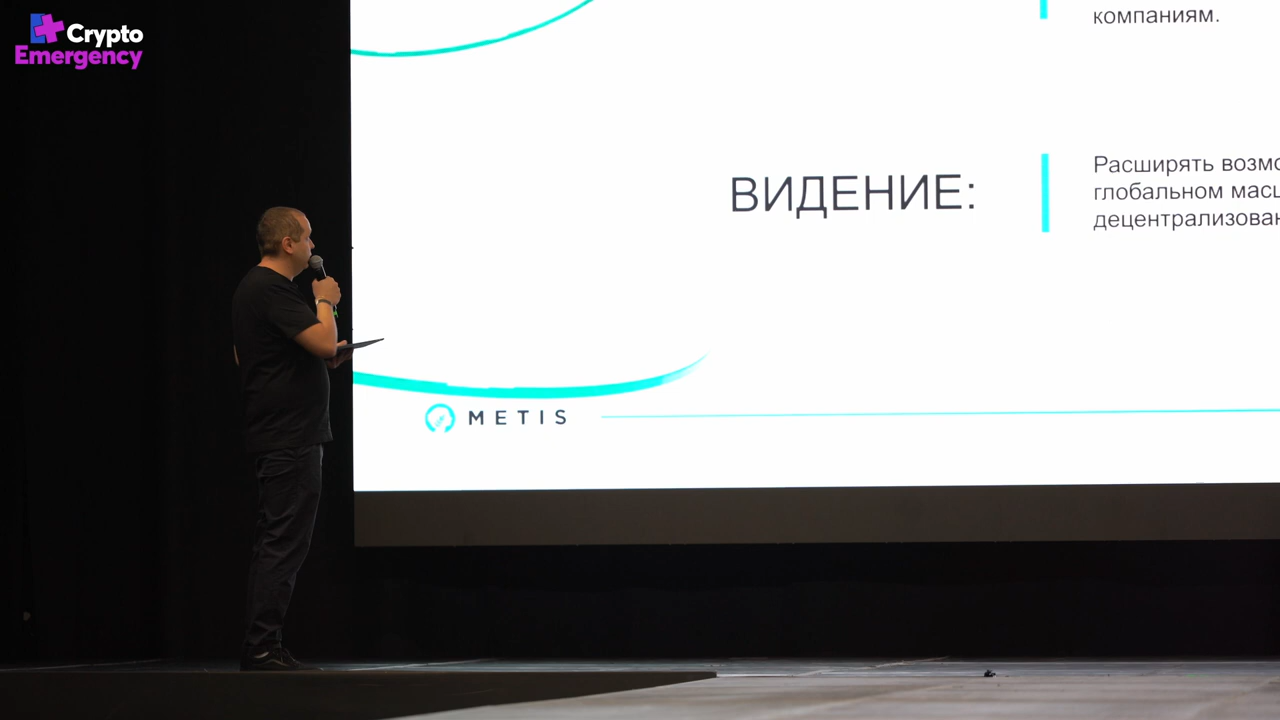 Crypto
Emergency
компаниям.
ВИДЕНИЕ:
Расширять
глобальном
METIS